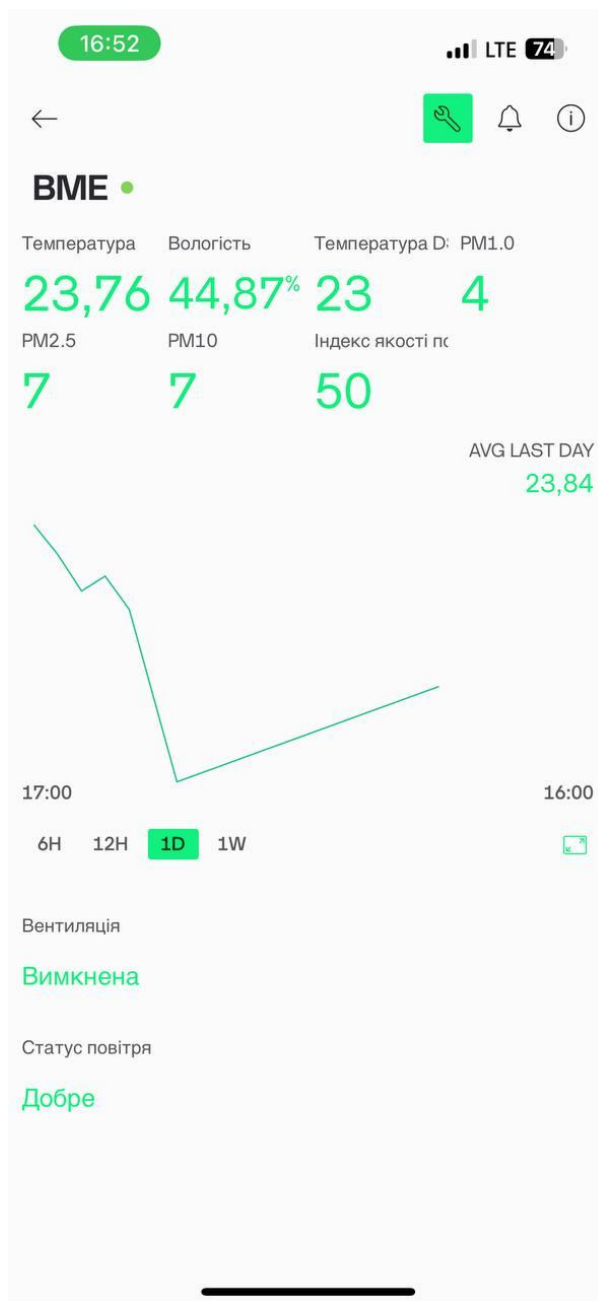 16:52 LTE 74
BME
Температура Вологість Температура D: PM1.0
23,76 44,87% 23 4
PM2.5 PM10 Індекс якості по
7 7 50
AVG LAST DAY
23,84
17:00 16:00
6H 12H 1D 1W
Вентиляція
Вимкнена
Статус повітря
Добре